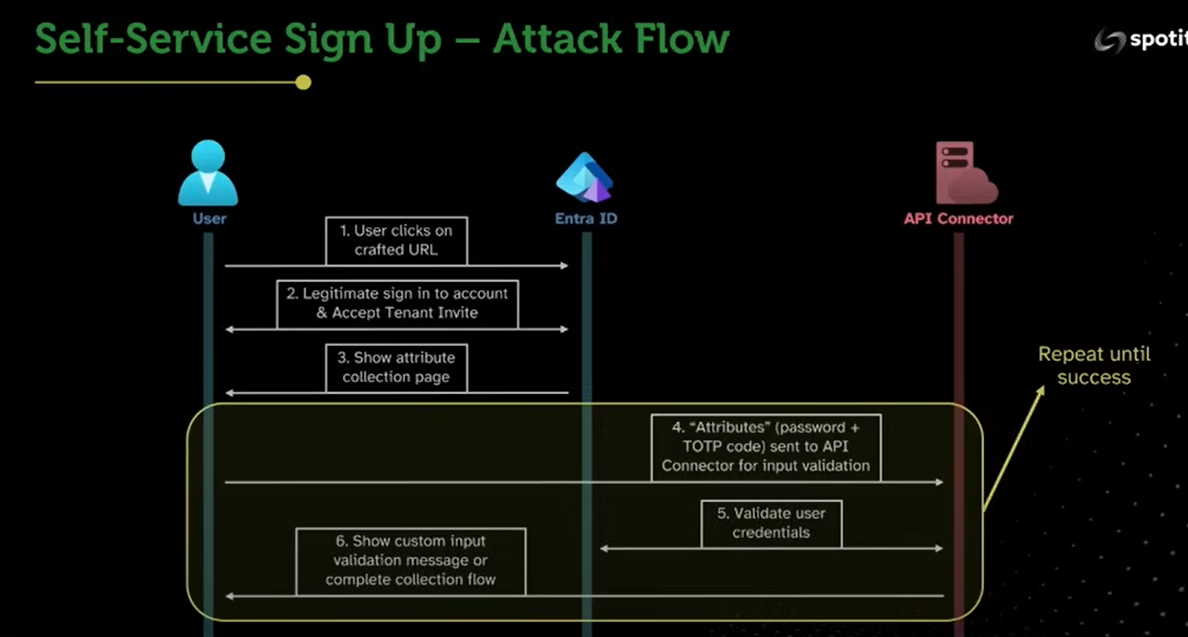 Self-Service Sign Up – Attack Flow
spotit
User
Entra ID
API Connector
1. User clicks on
crafted URL
2. Legitimate sign in to account
& Accept Tenant Invite
3. Show attribute
collection page
Repeat until
success
4. “Attributes” (password +
TOTP code) sent to API
Connector for input validation
5. Validate user
credentials
6. Show custom input
validation message or
complete collection flow